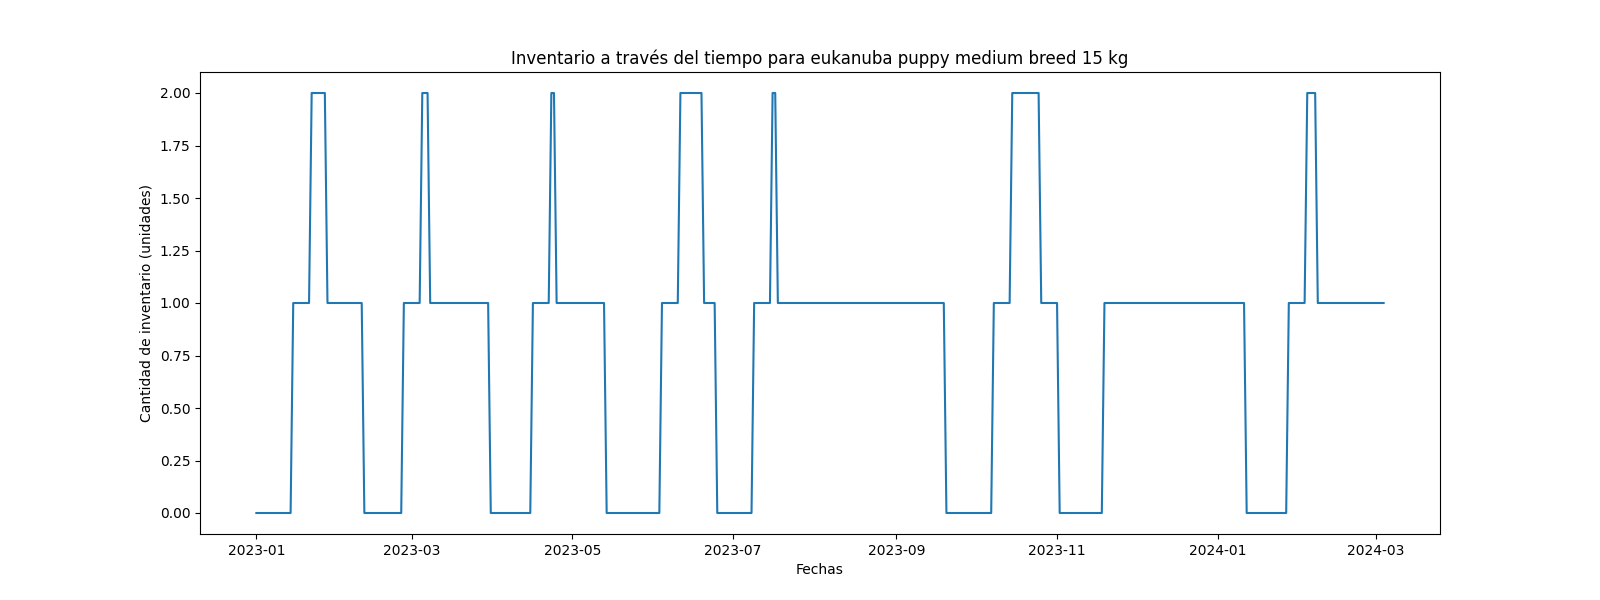 Inventario a través del tiempo para eukanuba puppy medium breed 15 kg
Cantidad de inventario (unidades)
2.00
1.75
1.50
1.25
1.00
0.75
0.50
0.25
0.00
2023-01 2023-03 2023-05 2023-07 2023-09 2023-11 2024-01 2024-03
Fechas